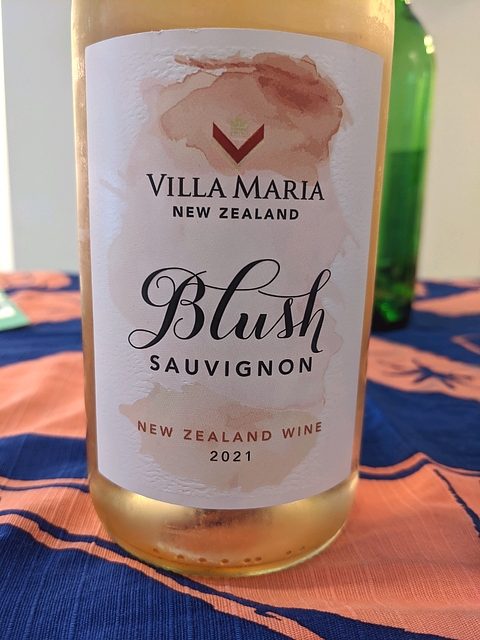 VILLA MARIA
NEW ZEALAND
Blush
SAUVIGNON
NEW ZEALAND WINE
2021